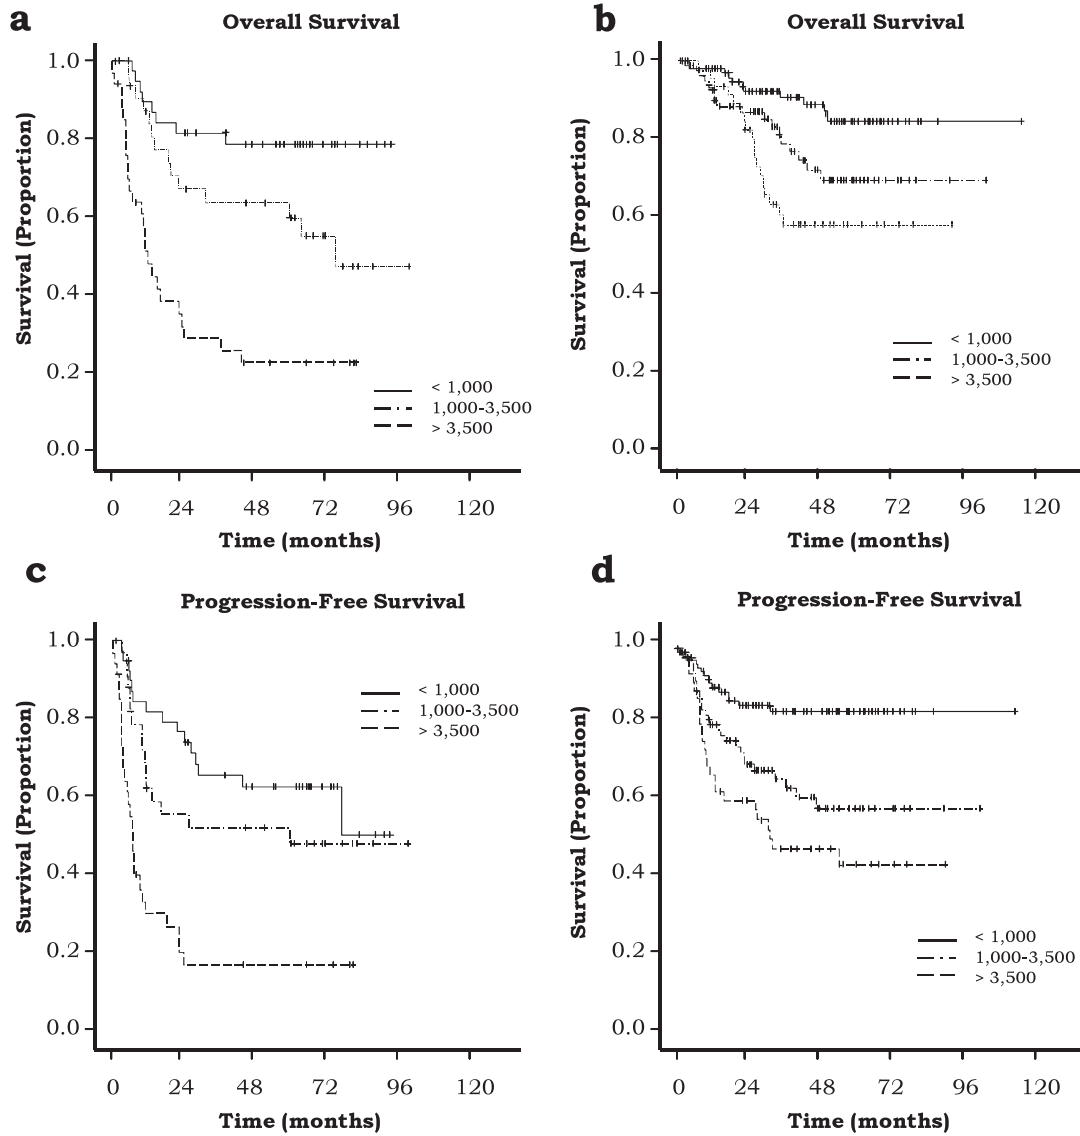 a
Overall Survival
Survival (Proportion)
1.0
0.8
0.6
0.4
0.2
0.0
< 1,000
1,000-3,500
> 3,500
0 24 48 72 96 120
Time (months)
b
Overall Survival
Survival (Proportion)
1.0
0.8
0.6
0.4
0.2
0.0
< 1,000
1,000-3,500
> 3,500
0 24 48 72 96 120
Time (months)
c
Progression-Free Survival
Survival (Proportion)
1.0
0.8
0.6
0.4
0.2
0.0
< 1,000
1,000-3,500
> 3,500
0 24 48 72 96 120
Time (months)
d
Progression-Free Survival
Survival (Proportion)
1.0
0.8
0.6
0.4
0.2
0.0
< 1,000
1,000-3,500
> 3,500
0 24 48 72 96 120
Time (months)